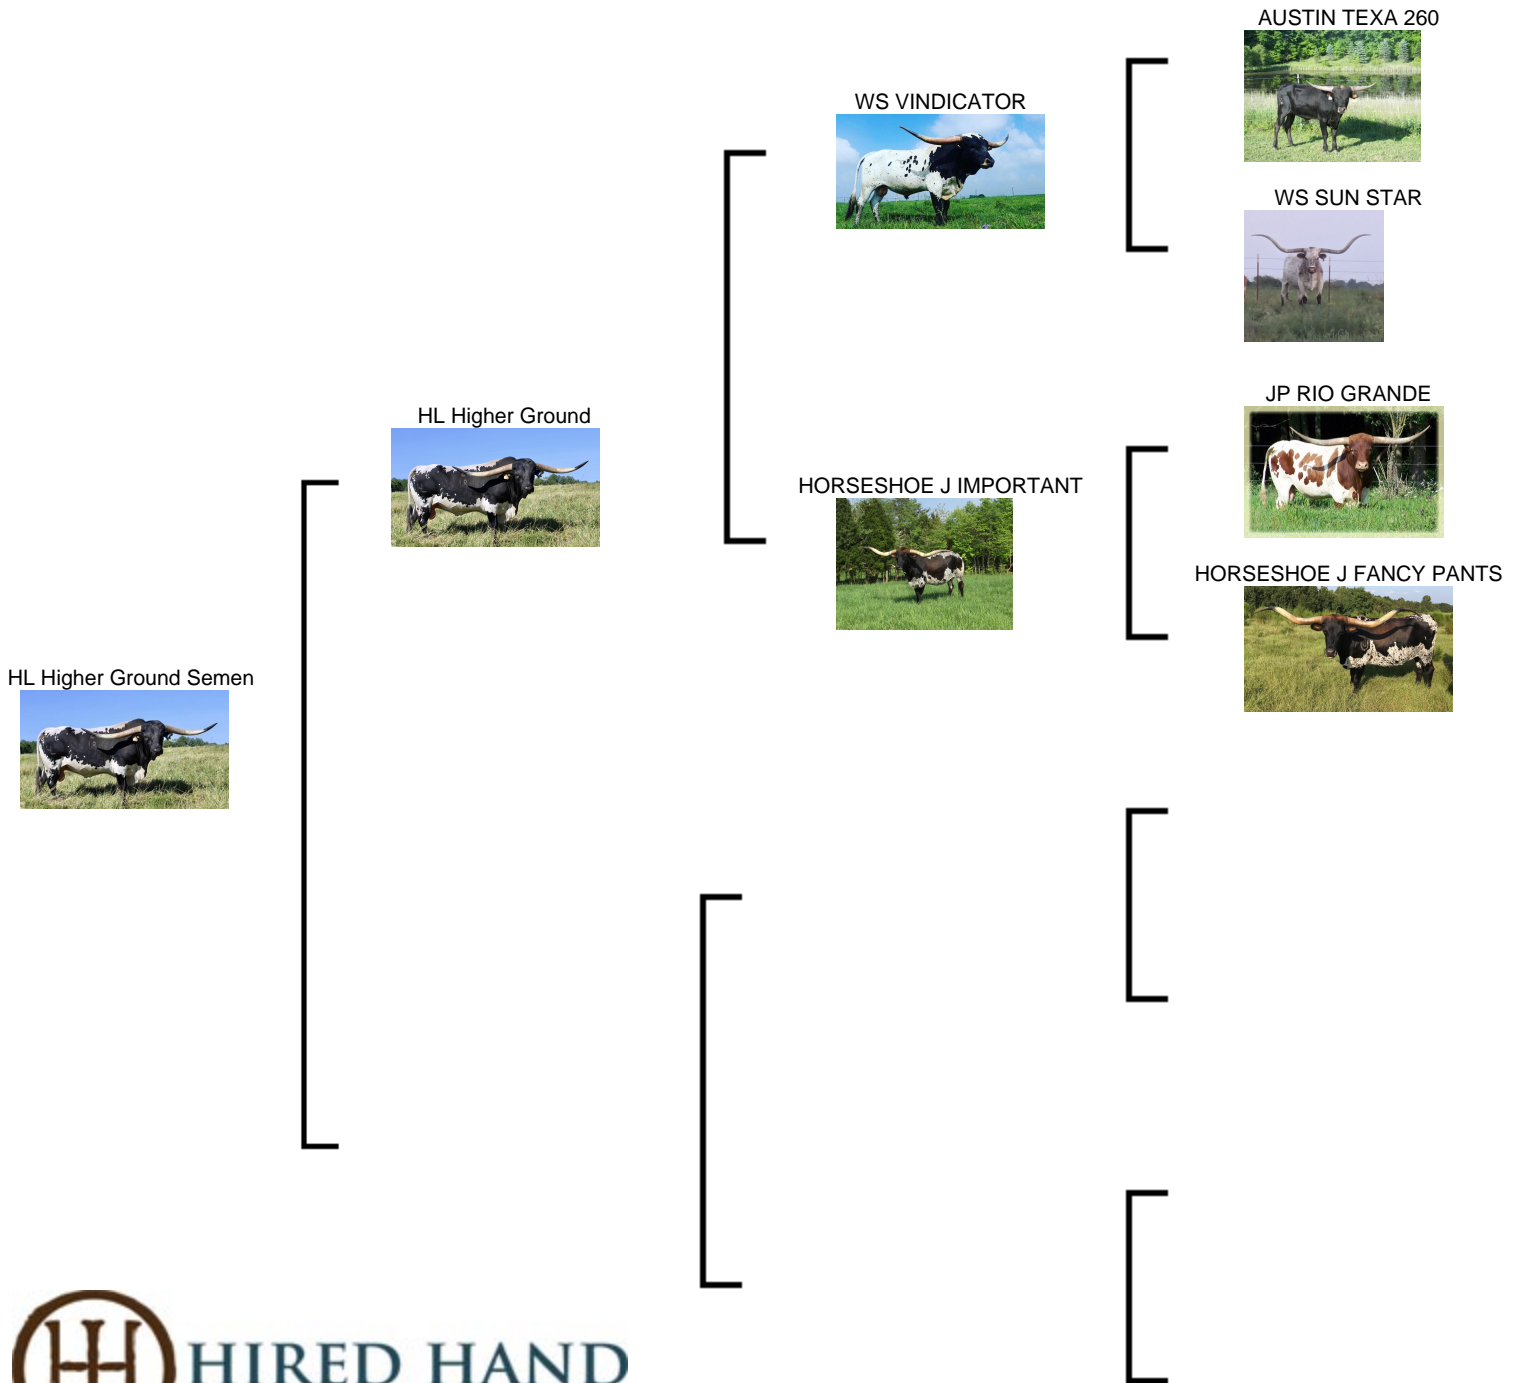 AUSTIN TEXA 260
WS VINDICATOR
WS SUN STAR
JP RIO GRANDE
HL Higher Ground
HORSESHOE J IMPORTANT
HORSESHOE J FANCY PANTS
HL Higher Ground Semen
HIRED HAND